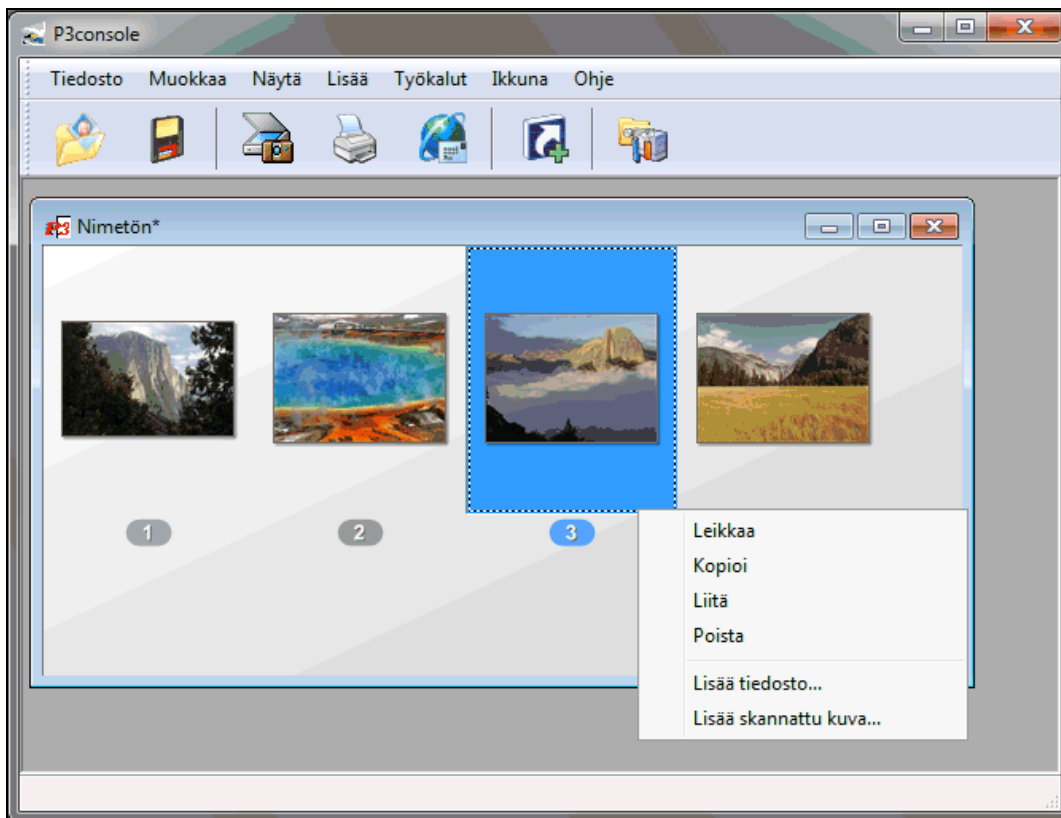 P3console
Tiedosto Muokkaa Näytä Lisää Työkalut Ikkuna Ohje
P3 Nimetön*
1 2 3
Leikkaa
Kopioi
Liitä
Poista
Lisää tiedosto...
Lisää skannattu kuva...